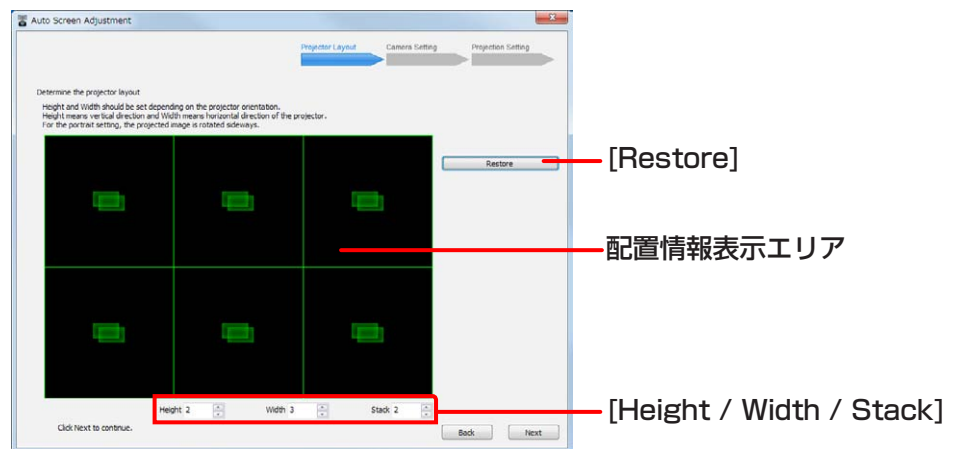 Auto Screen Adjustment
Projector Layout
Camera Setting
Projection Setting
Determine the projector layout
Height and Width should be set depending on the projector orientation.
Height means vertical direction and Width means horizontal direction of the projector.
For the portrait setting, the projected image is rotated sideways.
Restore
[Restore]
配置情報表示エリア
Height 2
Width 3
Stack 2
[Height / Width / Stack]
Click Next to continue.
Back
Next